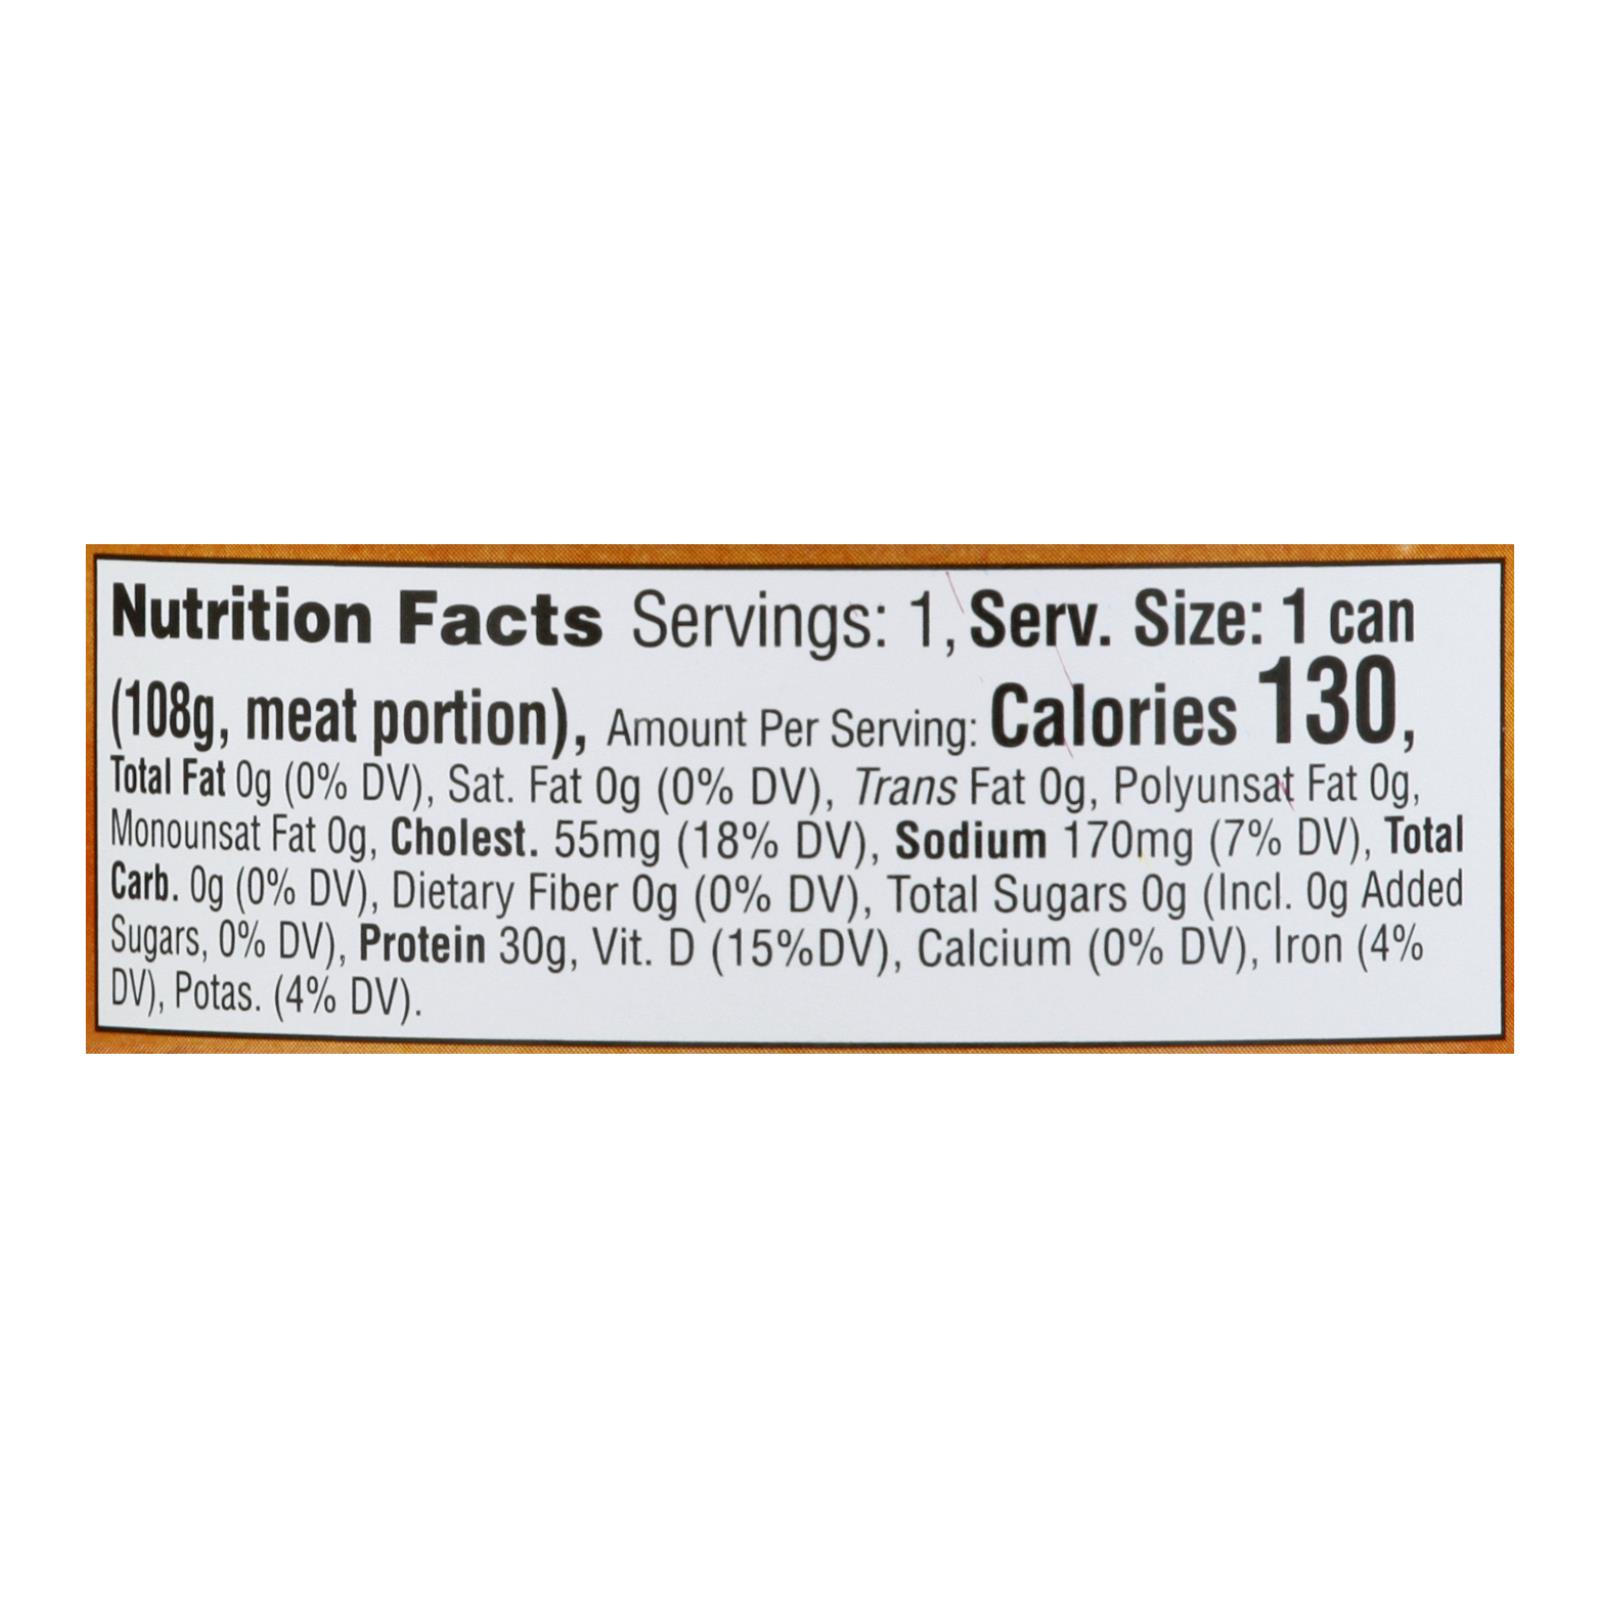 Nutrition Facts Servings: 1, Serv. Size: 1 can
(108g, meat portion), Amount Per Serving: Calories 130,
Total Fat 0g (0% DV), Sat. Fat 0g (0% DV), Trans Fat 0g, Polyunsat Fat 0g,
Monounsat Fat 0g, Cholest. 55mg (18% DV), Sodium 170mg (7% DV), Total
Carb. 0g (0% DV), Dietary Fiber 0g (0% DV), Total Sugars 0g (Incl. 0g Added
Sugars, 0% DV), Protein 30g, Vit. D (15%DV), Calcium (0% DV), Iron (4%
DV), Potas. (4% DV).